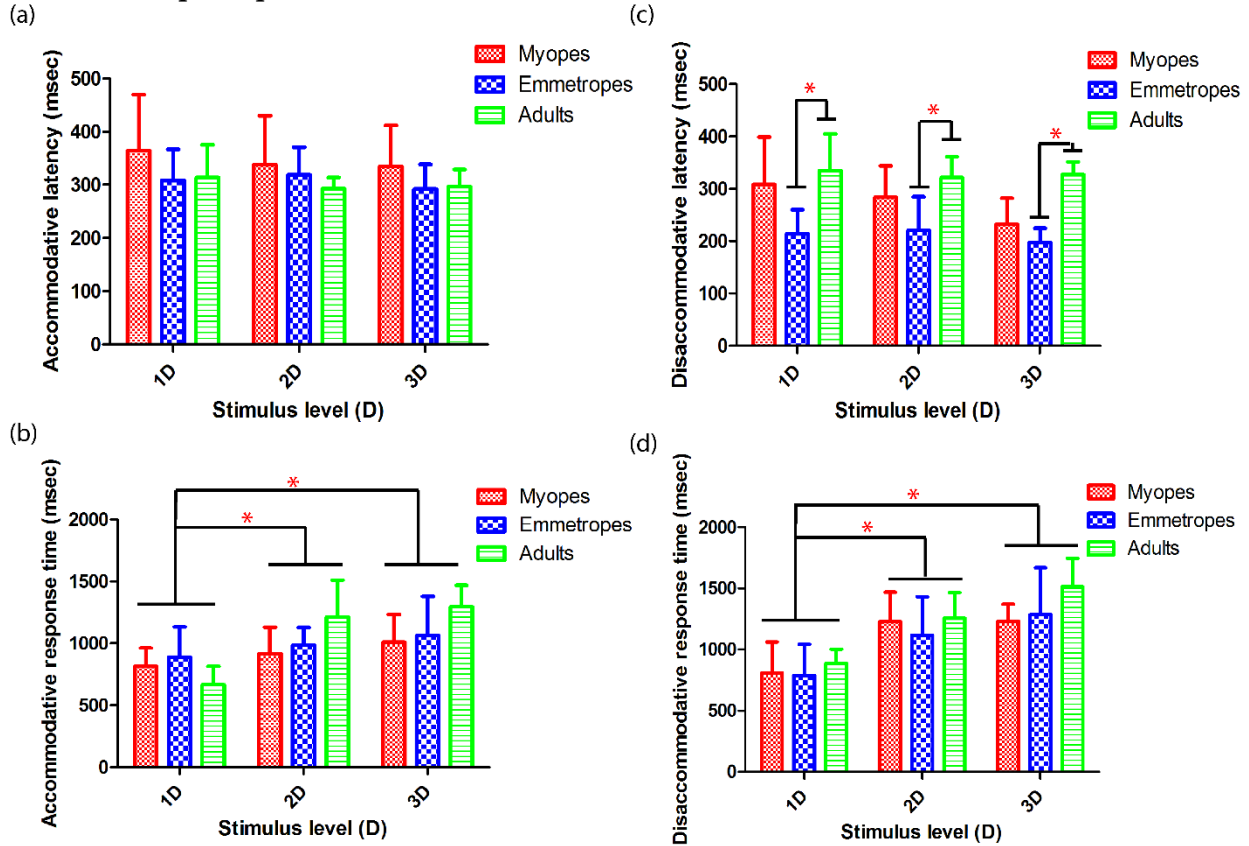 (a)
Acccommodative latency (msec)
500
400
300
200
100
0
Myopes
Emmetropes
Adults
1D
2D
3D
Stimulus level (D)
(c)
Disaccommodative latency (msec)
500
400
300
200
100
0
*
*
*
Myopes
Emmetropes
Adults
1D
2D
3D
Stimulus level (D)
(b)
Accommodative response time (msec)
2000
1500
1000
500
0
*
*
Myopes
Emmetropes
Adults
1D
2D
3D
Stimulus level (D)
(d)
Disaccommodative response time (msec)
2000
1500
1000
500
0
*
*
Myopes
Emmetropes
Adults
1D
2D
3D
Stimulus level (D)